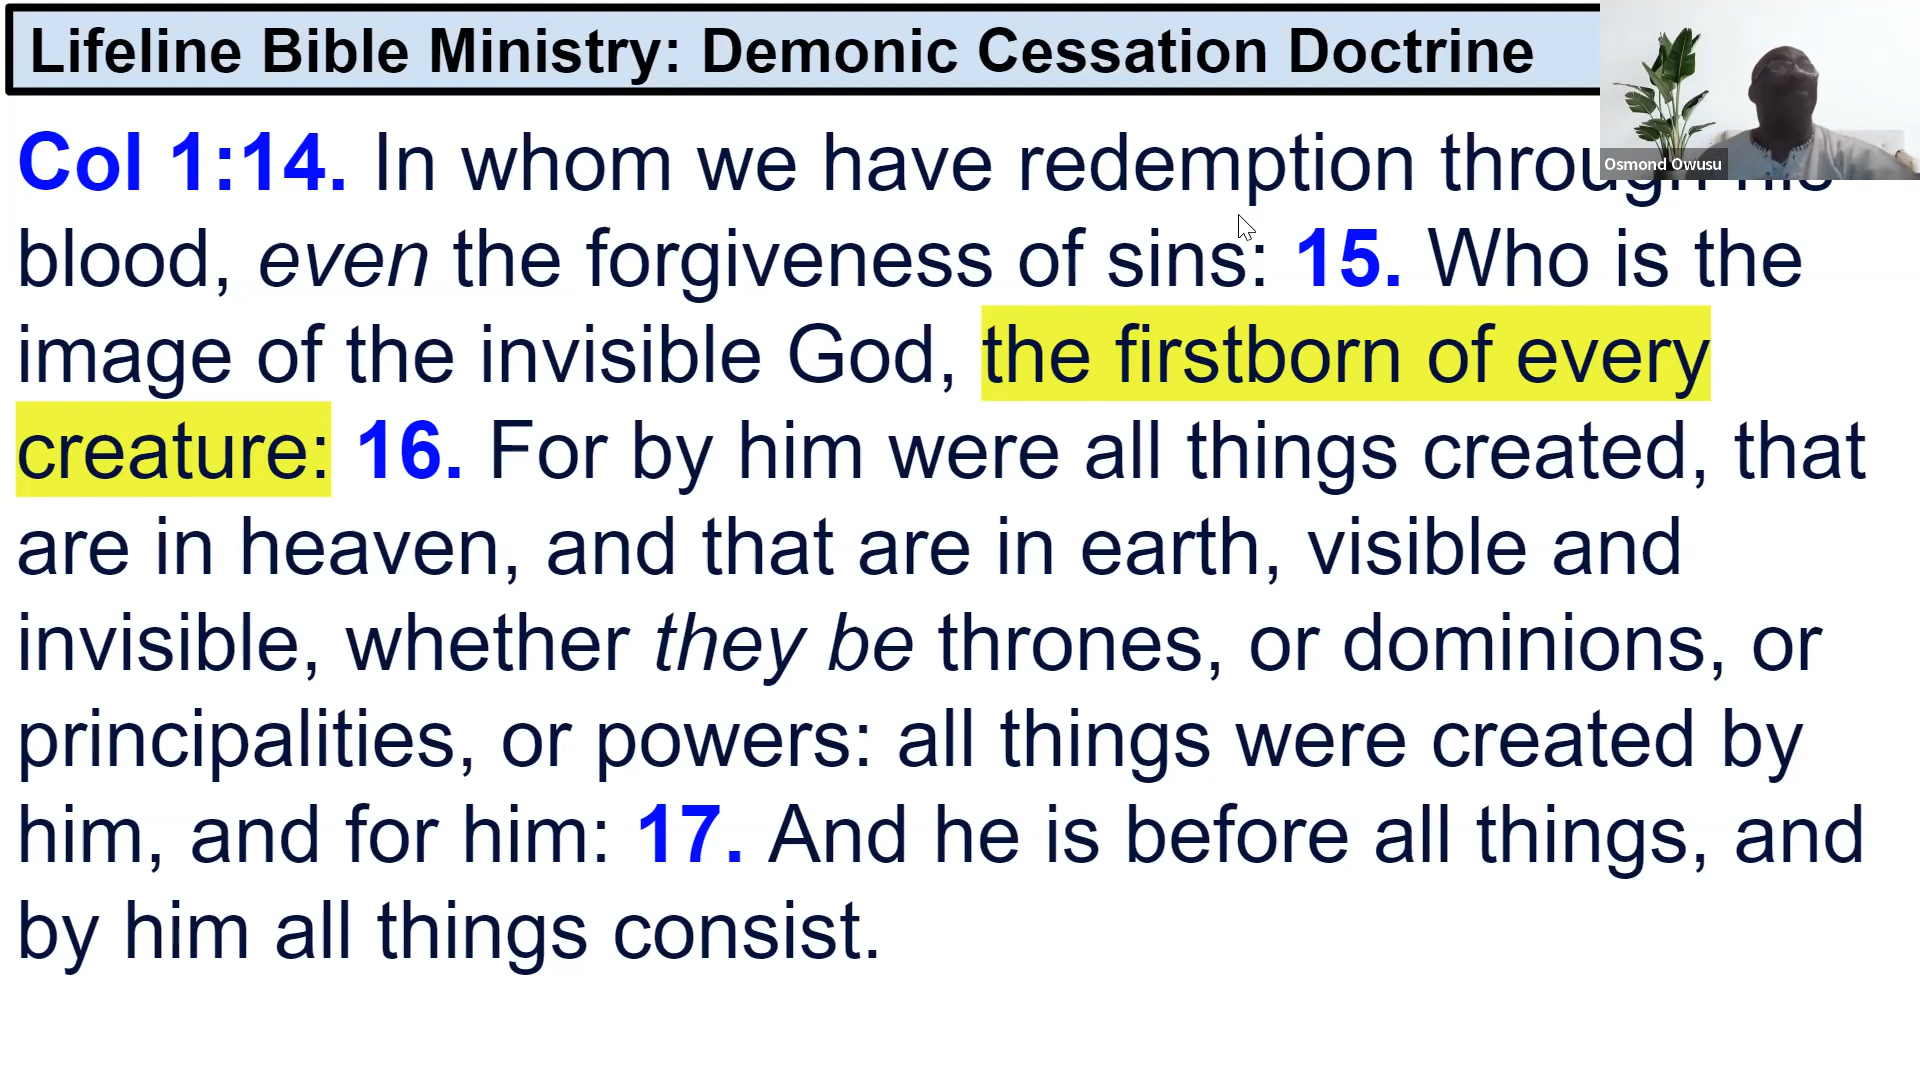 Lifeline Bible Ministry: Demonic Cessation Doctrine
Osmond Owusu
Col 1:14. In whom we have redemption through his
blood, even the forgiveness of sins: 15. Who is the
image of the invisible God, the firstborn of every
creature: 16. For by him were all things created, that
are in heaven, and that are in earth, visible and
invisible, whether they be thrones, or dominions, or
principalities, or powers: all things were created by
him, and for him: 17. And he is before all things, and
by him all things consist.